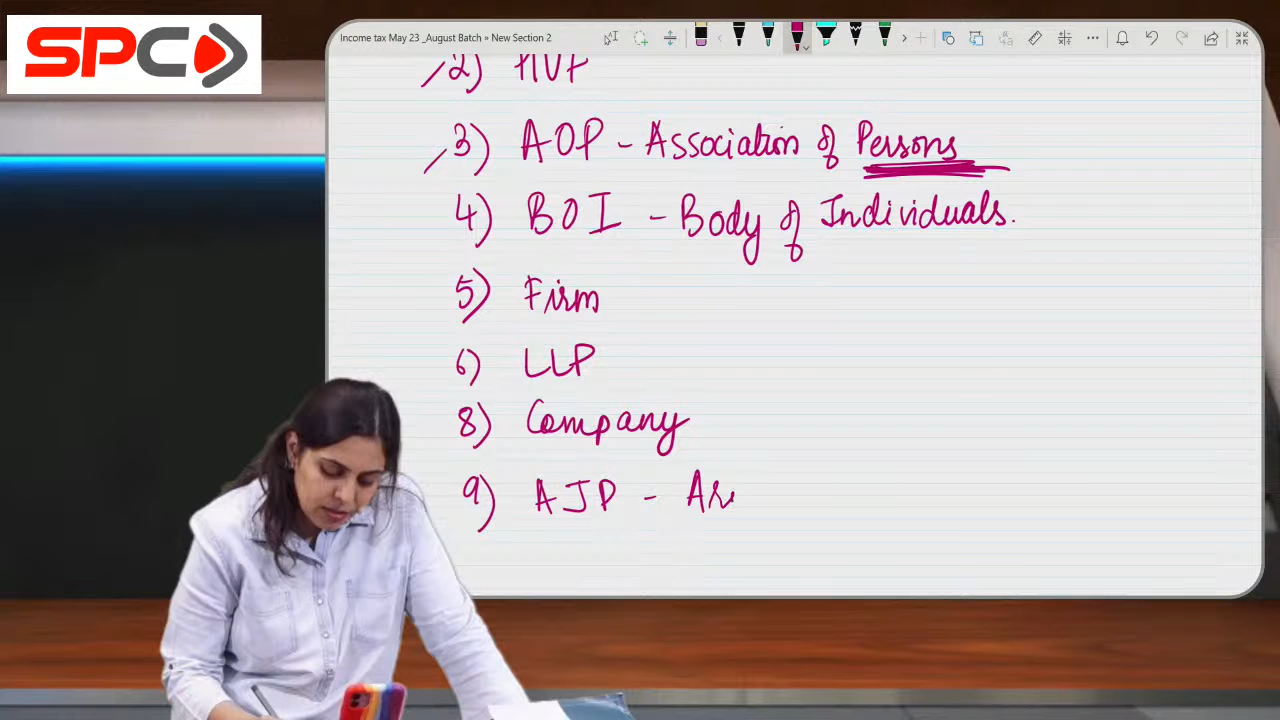 SPC
Income tax May 23 _August Batch » New Section 2
2) HUF
3) AOP - Association of Persons
4) BOI - Body of Individuals.
5) Firm
6) LLP
8) Company
9) AJP - Ar